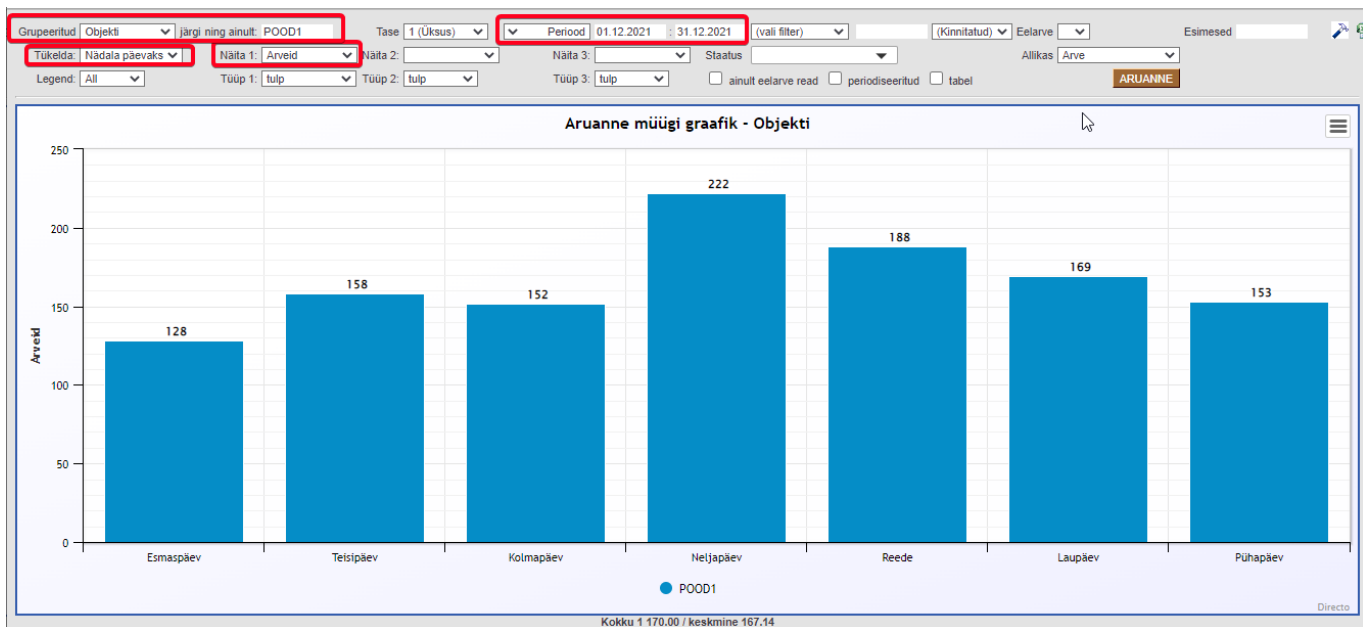 Grupeeritud Objekti järgi ning ainult: POOD1 Tase 1 (Üksus) Periood 01.12.2021 : 31.12.2021 (vali filter) (Kinnitatud) Eelarve Esimesed
Tükelda: Nädala päevaks Näita 1: Arveid Näita 2: Näita 3: Staatus Allikas Arve
Legend: All Tüüp 1: tulp Tüüp 2: tulp Tüüp 3: tulp ainult eelarve read periodiseeritud tabel ARUANNE
Aruanne müügi graafik - Objekti
250
222
200
188
169
158
152
153
150
128
Arveid
100
50
0
Esmaspäev Teisipäev Kolmapäev Neljapäev Reede Laupäev Pühapäev
POOD1
Directo
Kokku 1 170.00 / keskmine 167.14